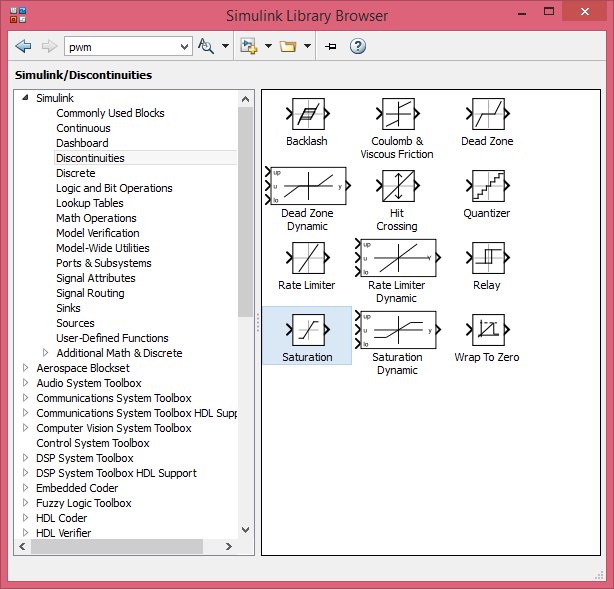 Simulink Library Browser
pwm
Simulink/Discontinuities
Simulink
Commonly Used Blocks
Continuous
Dashboard
Discontinuities
Discrete
Logic and Bit Operations
Lookup Tables
Math Operations
Model Verification
Model-Wide Utilities
Ports & Subsystems
Signal Attributes
Signal Routing
Sinks
Sources
User-Defined Functions
Additional Math & Discrete
Aerospace Blockset
Audio System Toolbox
Communications System Toolbox
Communications System Toolbox HDL Supp
Computer Vision System Toolbox
Control System Toolbox
DSP System Toolbox
DSP System Toolbox HDL Support
Embedded Coder
Fuzzy Logic Toolbox
HDL Coder
HDL Verifier
Backlash
Coulomb &
Viscous Friction
Dead Zone
up
u
lo
y
Dead Zone
Dynamic
Hit
Crossing
Quantizer
Rate Limiter
up
u
lo
Y
Rate Limiter
Dynamic
Relay
Saturation
up
u
lo
y
Saturation
Dynamic
Wrap To Zero